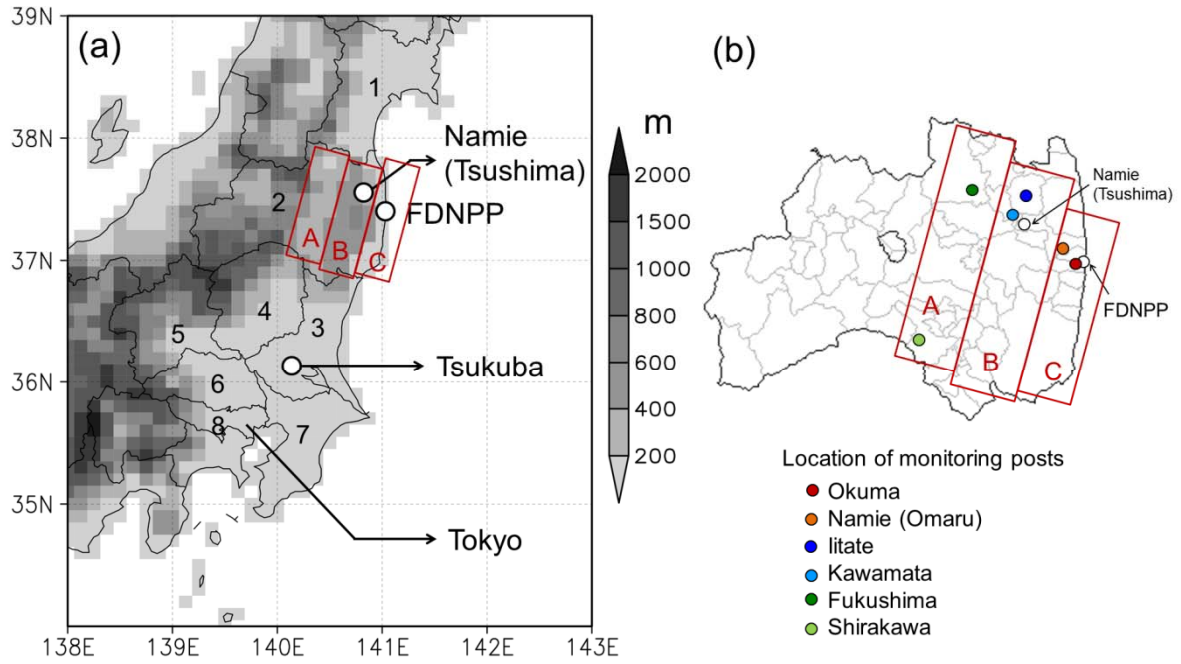 (a)
39N
38N
37N
36N
35N
138E
139E
140E
141E
142E
143E
1
2
3
4
5
6
7
8
A
B
C
Namie
(Tsushima)
FDNPP
Tsukuba
Tokyo
m
2000
1500
1000
800
600
400
200
(b)
A
B
C
Namie
(Tsushima)
FDNPP
Location of monitoring posts
Okuma
Namie (Omaru)
Iitate
Kawamata
Fukushima
Shirakawa